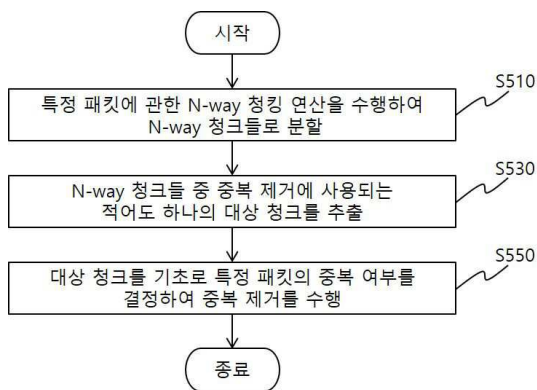 시작
특정 패킷에 관한 N-way 청킹 연산을 수행하여
N-way 청크들로 분할
S510
N-way 청크들 중 중복 제거에 사용되는
적어도 하나의 대상 청크를 추출
S530
대상 청크를 기초로 특정 패킷의 중복 여부를
결정하여 중복 제거를 수행
S550
종료